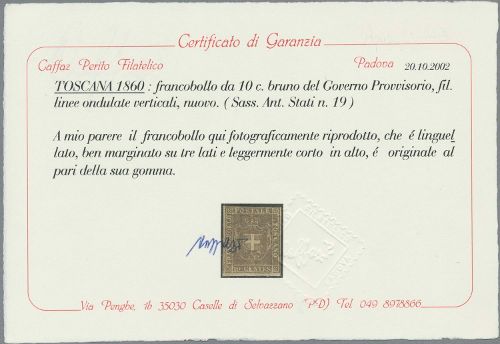 Certificato di Garanzia
Caffaz Perito Filatelico
Padova 20.10.2002
TOSCANA 1860 : francobollo da 10 c. bruno del Governo Provvisorio, fil.
linee ondulate verticali, nuovo. ( Sass. Ant. Stati n. 19 )
A mio parere il francobollo qui fotograficamente riprodotto, che é linguel
lato, ben marginato su tre lati e leggermente corto in alto, é originale al
pari della sua gomma.
Via Penghe, 1h 35030 Caselle di Selvazzano (PD) Tel 049 8978866